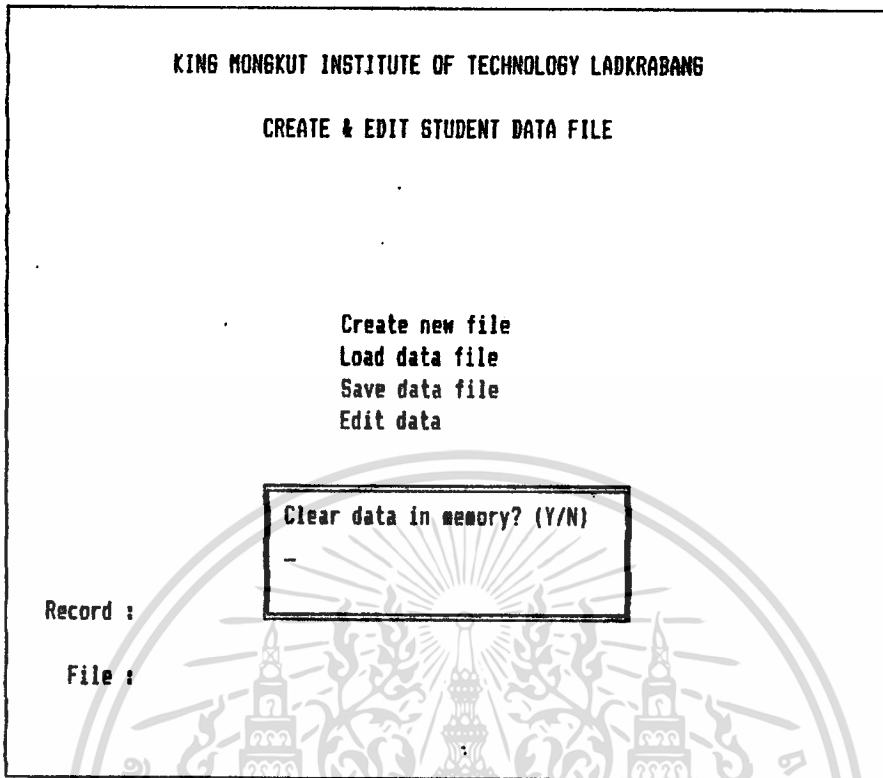 KING MONGKUT INSTITUTE OF TECHNOLOGY LADKRABANG
CREATE & EDIT STUDENT DATA FILE
Create new file
Load data file
Save data file
Edit data
Clear data in memory? (Y/N)
_
Record :
File :